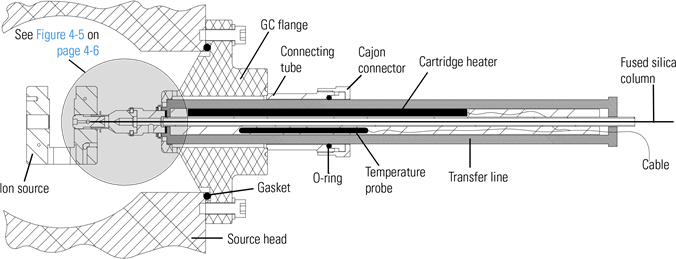 See Figure 4-5 on
page 4-6
GC flange
Connecting
tube
Cajon
connector
Cartridge heater
Fused silica
column
Ion source
Gasket
Source head
O-ring
Temperature
probe
Transfer line
Cable